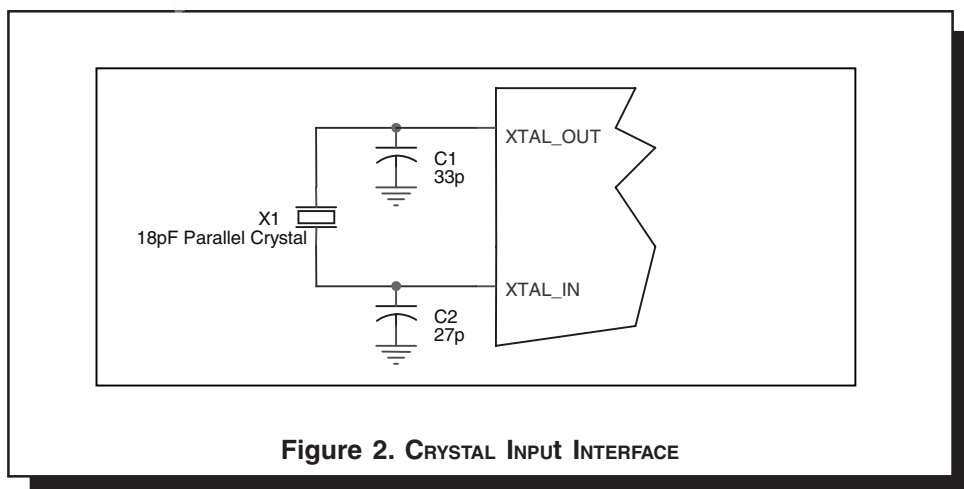 XTAL_OUT
C1
33p
X1
18pF Parallel Crystal
XTAL_IN
C2
27p
Figure 2. CRYSTAL INPUt INTERFACE